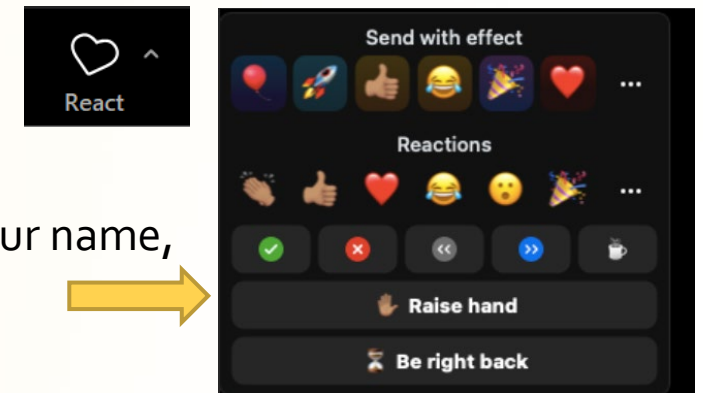 React
Send with effect
Reactions
ur name,
Raise hand
Be right back